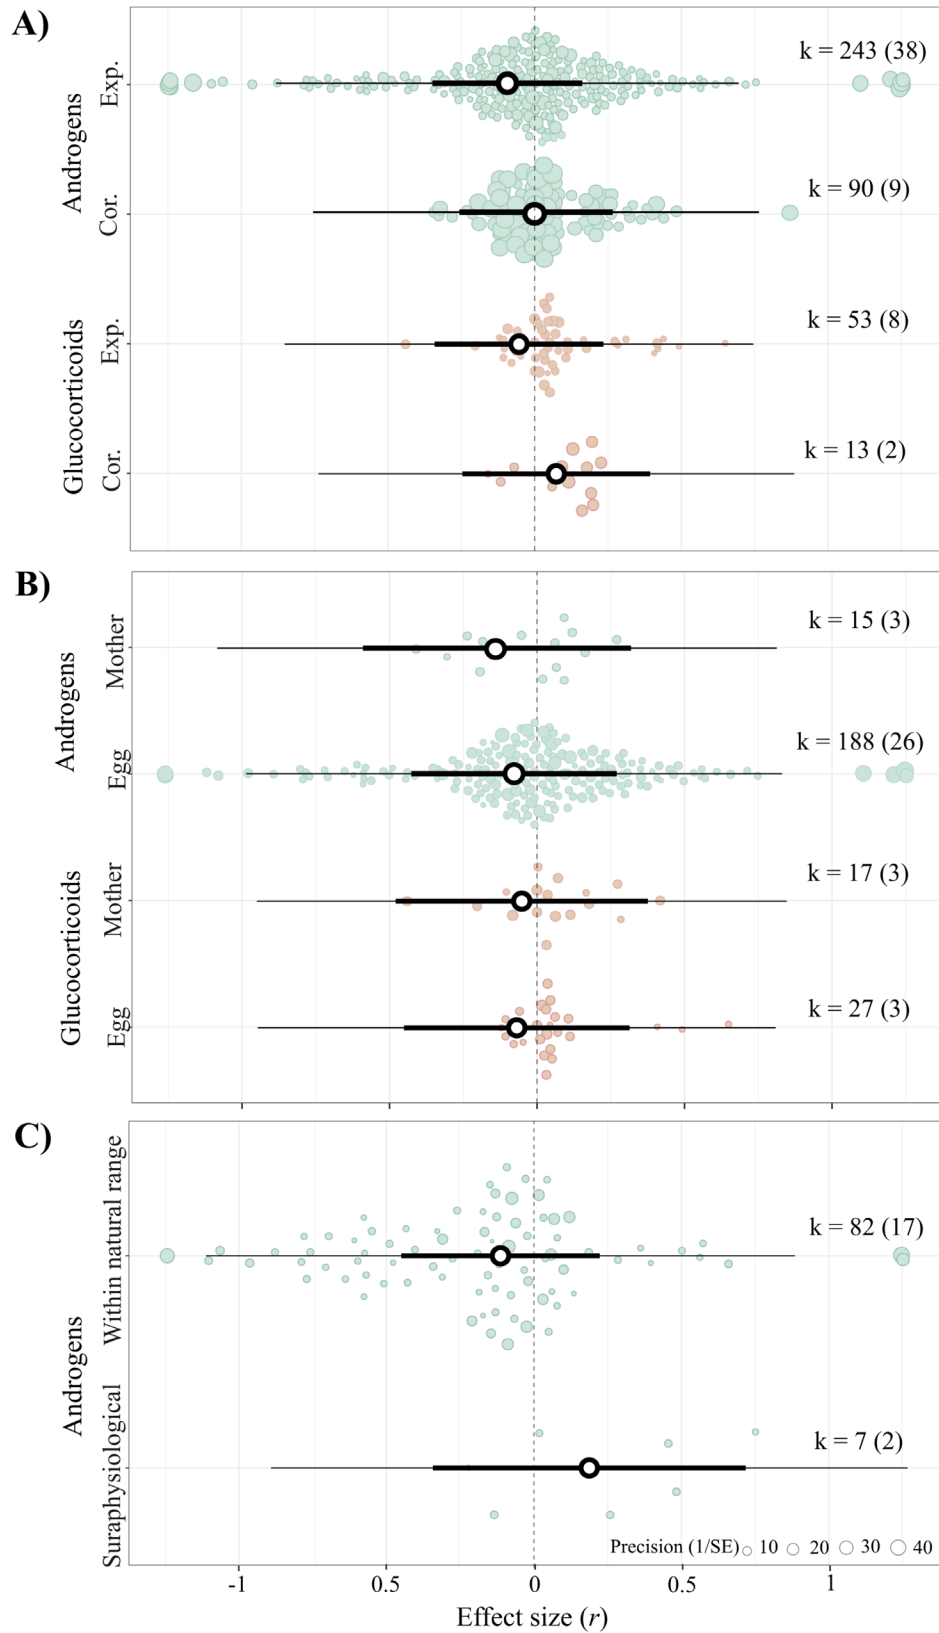 A)
Androgens
Exp.
k = 243 (38)
Cor.
k = 90 (9)
Glucocorticoids
Exp.
k = 53 (8)
Cor.
k = 13 (2)
B)
Androgens
Mother
k = 15 (3)
Egg
k = 188 (26)
Glucocorticoids
Mother
k = 17 (3)
Egg
k = 27 (3)
C)
Androgens
Within natural range
k = 82 (17)
Suraphysiological
k = 7 (2)
Precision (1/SE) 10 20 30 40
-1 0.5 0 0.5 1
Effect size (r)